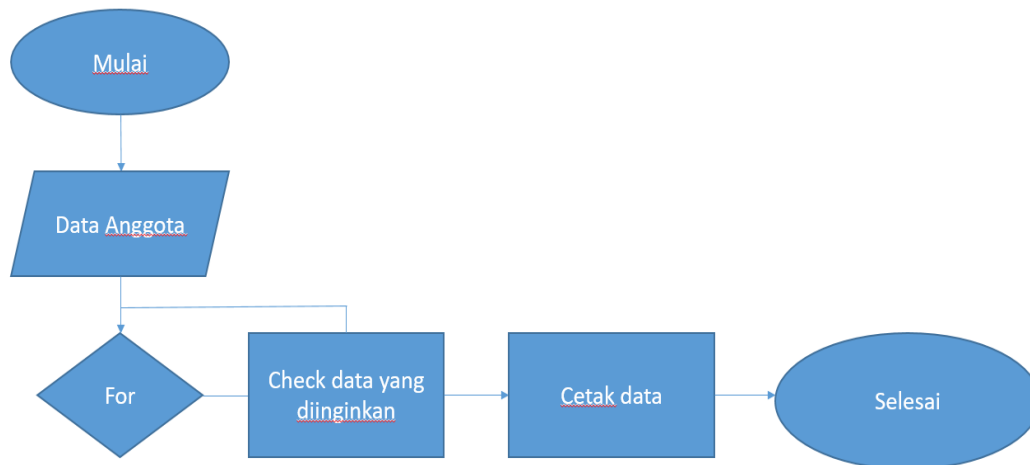 Mulai
Data Anggota
For
Check data yang
diinginkan
Cetak data
Selesai